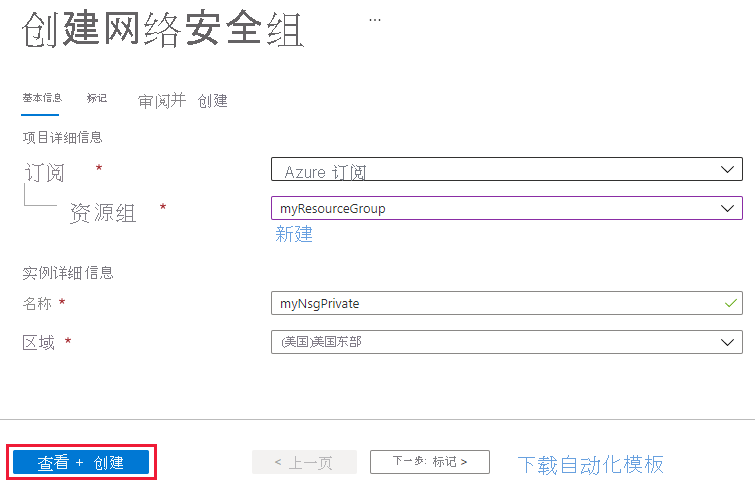 创建网络安全组 ...
基本信息 标记 审阅并 创建
项目详细信息
订阅 * Azure 订阅
资源组 * myResourceGroup
新建
实例详细信息
名称 * myNsgPrivate
区域 * (美国)美国东部
查看 + 创建 < 上一页 下一步: 标记 > 下载自动化模板